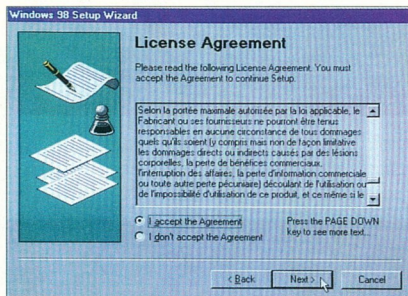 Windows 98 Setup Wizard
License Agreement
Please read the following License Agreement. You must
accept the Agreement to continue Setup.
Selon la portée maximale autorisée par la loi applicable, le
Fabricant ou ses fournisseurs ne pourront être tenus
responsables en aucune circonstance de tous dommages
quels qu'ils soient (y compris mais non de façon limitative
les dommages directs ou indirects causés par des lésions
corporelles, la perte de bénéfices commerciaux,
l'interruption des affaires, la perte d'information commerciale
ou toute autre perte pécuniaire) découlant de l'utilisation ou
de l'impossibilité d'utilisation de ce produit, et ce même si le
I accept the Agreement
I don't accept the Agreement
Press the PAGE DOWN
key to see more text...
< Back
Next >
Cancel